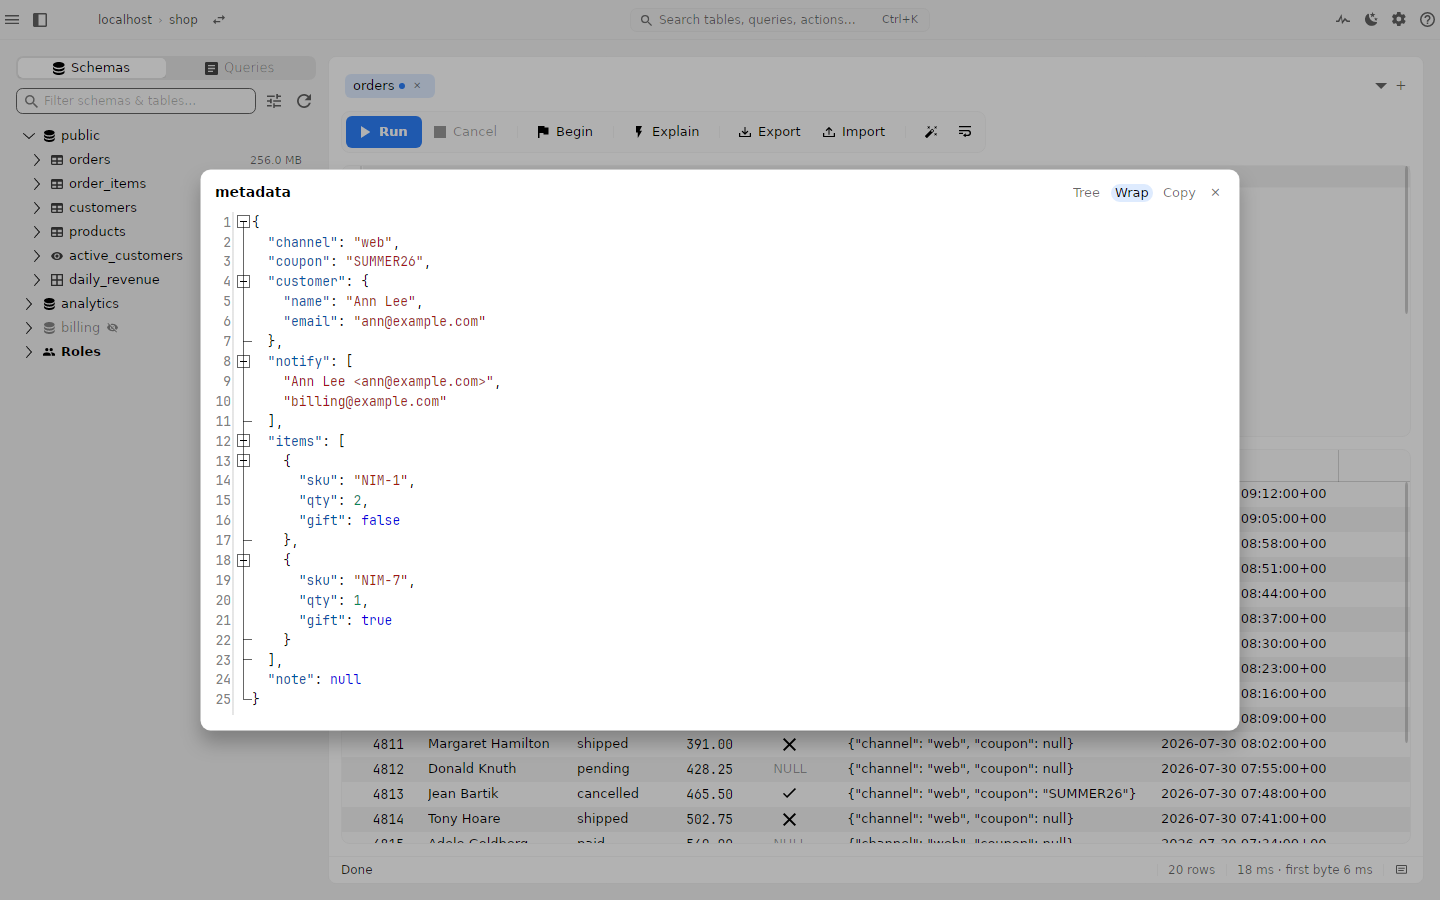 localhost › shop
Search tables, queries, actions... Ctrl+K
Schemas
Queries
Filter schemas & tables...
public
orders 256.0 MB
order_items
customers
products
active_customers
daily_revenue
analytics
billing
Roles
orders
Run
Cancel
Begin
Explain
Export
Import
metadata
Tree
Wrap
Copy
1 {
2 "channel": "web",
3 "coupon": "SUMMER26",
4 "customer": {
5 "name": "Ann Lee",
6 "email": "ann@example.com"
7 },
8 "notify": [
9 "Ann Lee <ann@example.com>",
10 "billing@example.com"
11 ],
12 "items": [
13 {
14 "sku": "NIM-1",
15 "qty": 2,
16 "gift": false
17 },
18 {
19 "sku": "NIM-7",
20 "qty": 1,
21 "gift": true
22 }
23 ],
24 "note": null
25 }
09:12:00+00
09:05:00+00
08:58:00+00
08:51:00+00
08:44:00+00
08:37:00+00
08:30:00+00
08:23:00+00
08:16:00+00
08:09:00+00
4811 Margaret Hamilton shipped 391.00 {"channel": "web", "coupon": null} 2026-07-30 08:02:00+00
4812 Donald Knuth pending 428.25 NULL {"channel": "web", "coupon": null} 2026-07-30 07:55:00+00
4813 Jean Bartik cancelled 465.50 {"channel": "web", "coupon": "SUMMER26"} 2026-07-30 07:48:00+00
4814 Tony Hoare shipped 502.75 {"channel": "web", "coupon": null} 2026-07-30 07:41:00+00
Done
20 rows
18 ms · first byte 6 ms